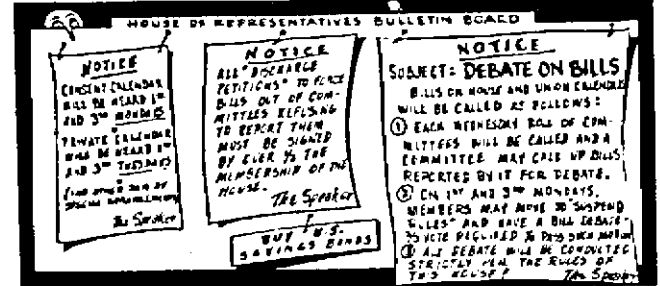 HOUSE OF REPRESENTATIVES BULLETIN BOARD
NOTICE
CONSENT CALENDAR
WILL BE HEARD 1ST
AND 3RD MONDAYS
PRIVATE CALENDAR
WILL BE HEARD 1ST
AND 3RD TUESDAYS
The Speaker
NOTICE
ALL "DISCHARGE
PETITIONS" TO FORCE
BILLS OUT OF COM-
MITTEES REFUSING
TO REPORT THEM
MUST BE SIGNED
BY OVER ½ THE
MEMBERSHIP OF THE
HOUSE.
The Speaker
BUY U.S.
SAVINGS BONDS
NOTICE
SUBJECT: DEBATE ON BILLS
BILLS ON HOUSE AND UNION CALENDARS
WILL BE CALLED AS FOLLOWS:
① EACH WEDNESDAY ROLL OF COM-
MITTEES WILL BE CALLED AND A
COMMITTEE MAY CALL UP BILLS
REPORTED BY IT FOR DEBATE.
② ON 1ST AND 3RD MONDAYS,
MEMBERS MAY MOVE TO "SUSPEND
RULES" AND HAVE A BILL DEBATE-
⅔ VOTE REQUIRED TO PASS SUCH MOTION
③ ALL DEBATE WILL BE CONDUCTED
STRICTLY PER THE RULES OF
THIS HOUSE!
The Speaker